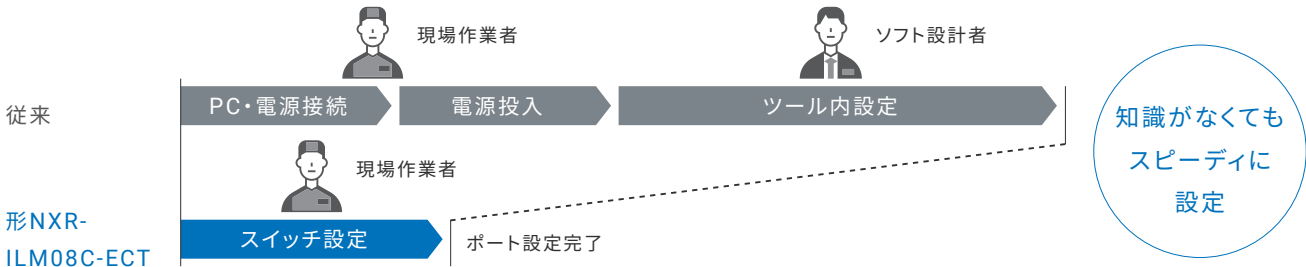 現場作業者
ソフト設計者
従来
PC・電源接続
電源投入
ツール内設定
知識がなくても
スピーディに
設定
現場作業者
形NXR-
ILM08C-ECT
スイッチ設定
ポート設定完了